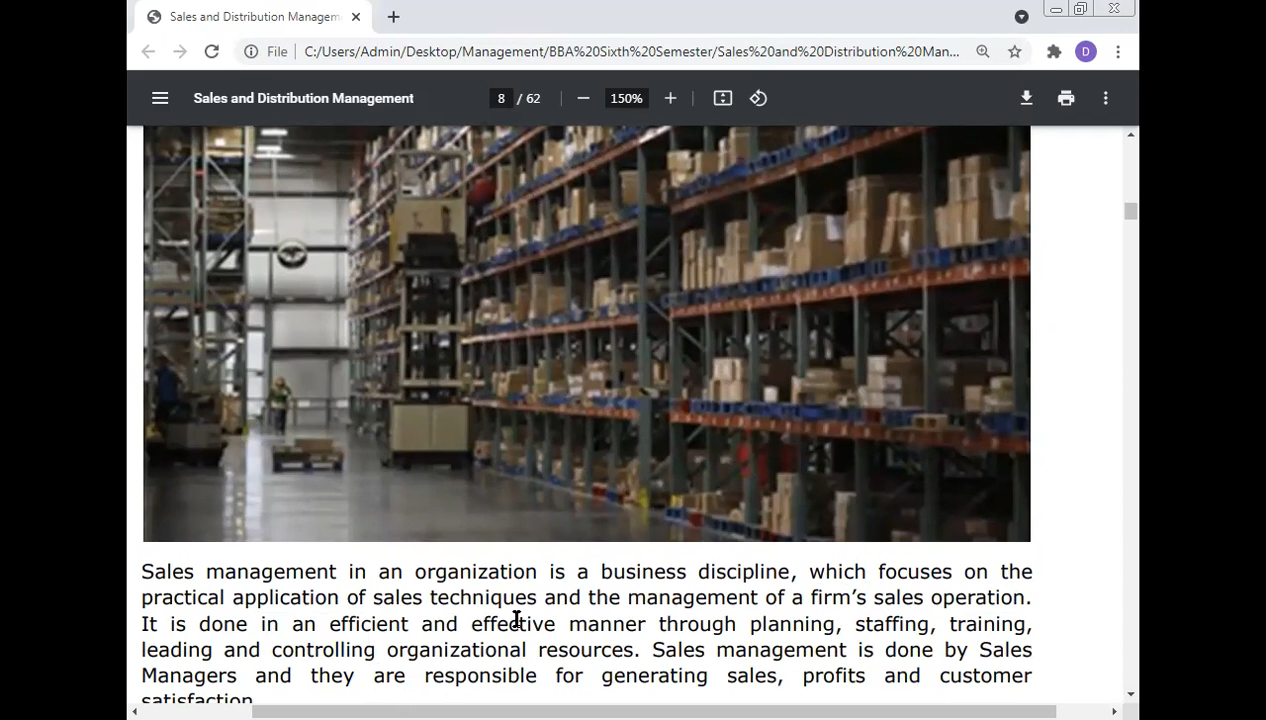 Sales and Distribution Managem
File C:/Users/Admin/Desktop/Management/BBA%20Sixth%20Semester/Sales%20and%20Distribution%20Man...
D
Sales and Distribution Management
8 / 62
150%
Sales management in an organization is a business discipline, which focuses on the
practical application of sales techniques and the management of a firm’s sales operation.
It is done in an efficient and effective manner through planning, staffing, training,
leading and controlling organizational resources. Sales management is done by Sales
Managers and they are responsible for generating sales, profits and customer
satisfaction.